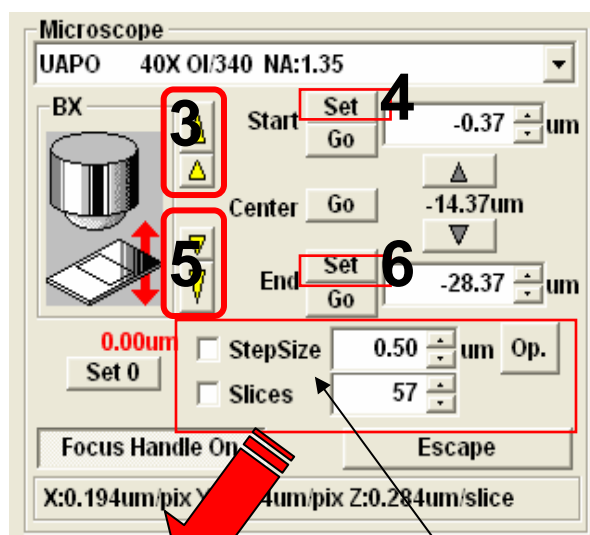 Microscope
UAPO 40X OI/340 NA:1.35
BX
3
Start Set 4 -0.37 um
Go
Center Go -14.37um
5
End Set 6 -28.37 um
Go
0.00um StepSize 0.50 um Op.
Set 0 Slices 57
Focus Handle On Escape
X:0.194um/pix Y 4um/pix Z:0.284um/slice